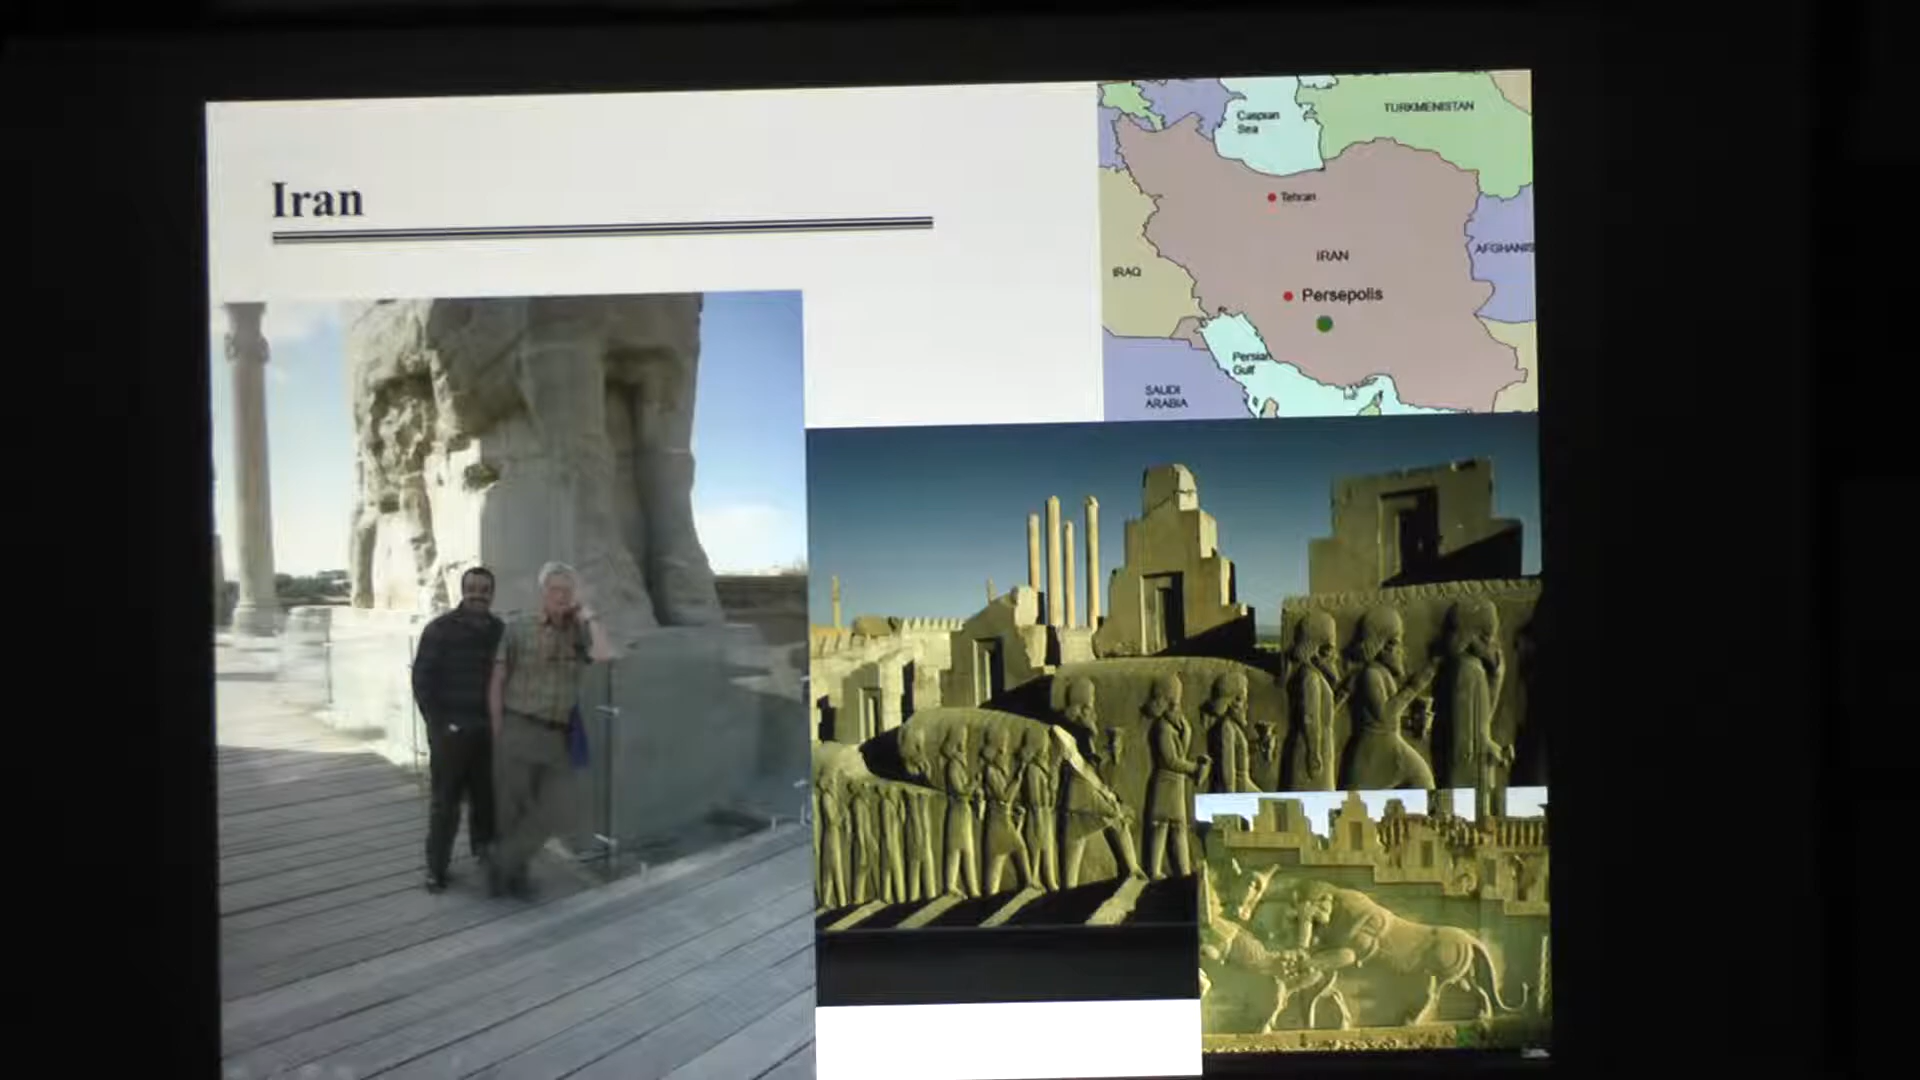 Iran
Caspian
Sea
TURKMENISTAN
Tehran
IRAN
AFGHANIS
IRAQ
Persepolis
Persian
Gulf
SAUDI
ARABIA